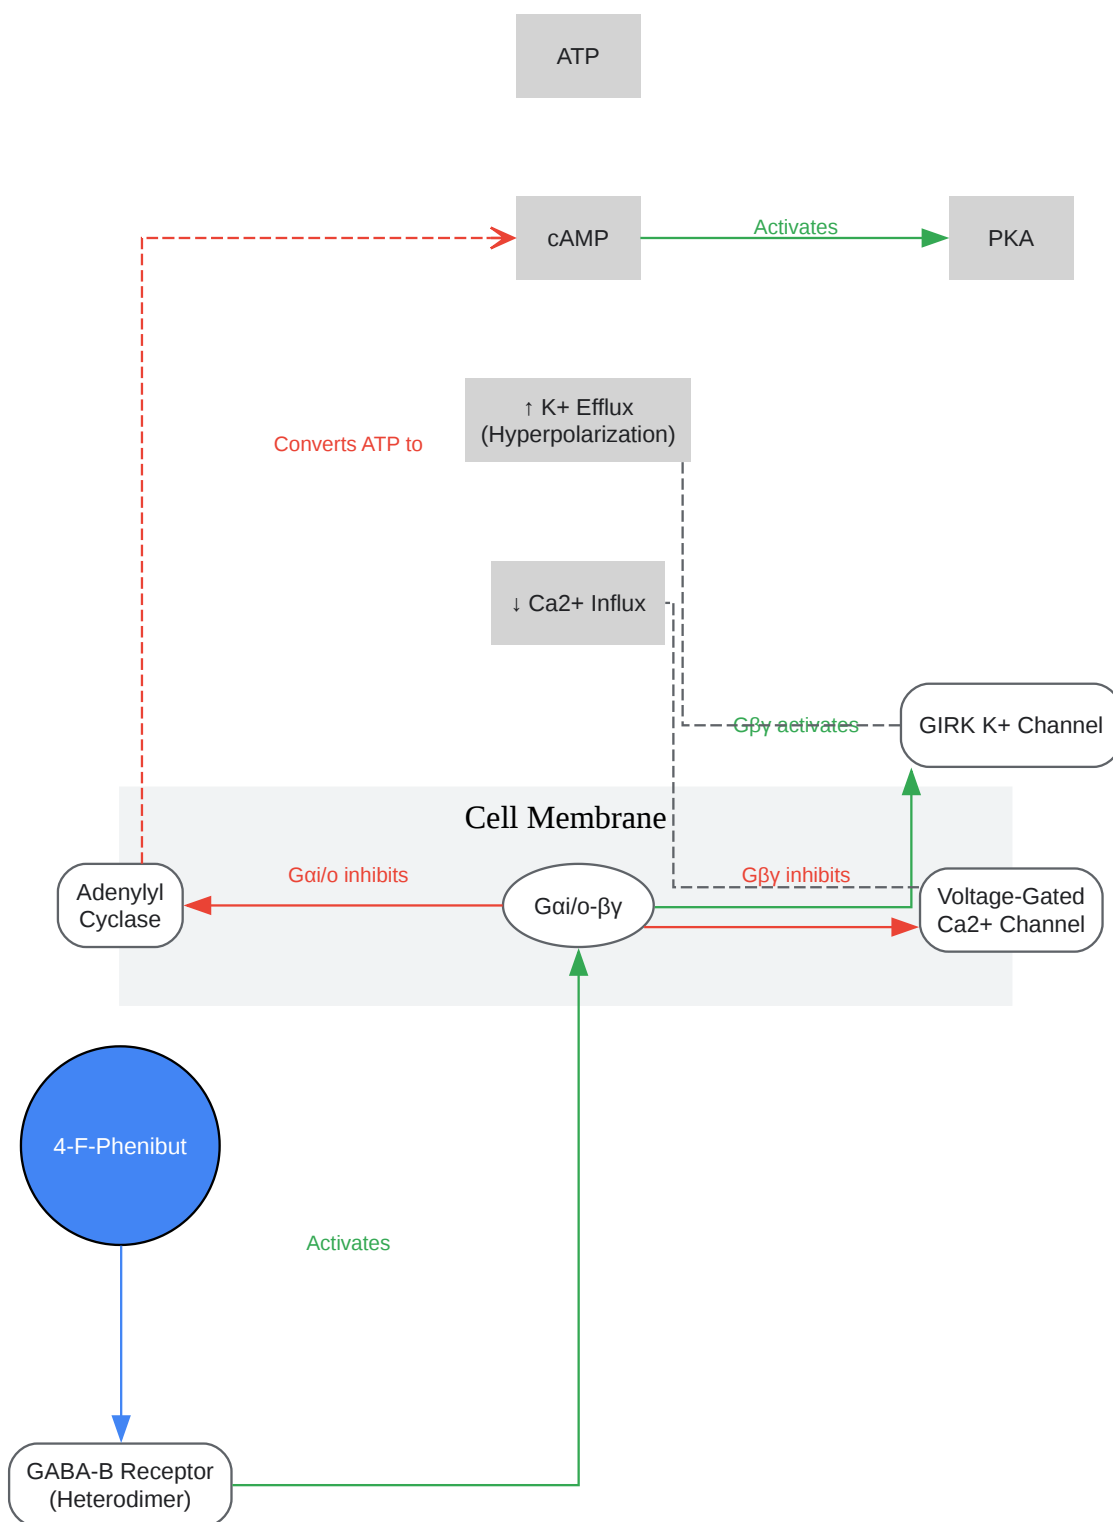 ATP
Activates
cAMP
PKA
↑ K+ Efflux
(Hyperpolarization)
Converts ATP to
↓ Ca2+ Influx
Gβγ activates
GIRK K+ Channel
Cell Membrane
Gαi/o inhibits
Gβγ inhibits
Adenylyl
Cyclase
Gαi/o-βγ
Voltage-Gated
Ca2+ Channel
4-F-Phenibut
Activates
GABA-B Receptor
(Heterodimer)